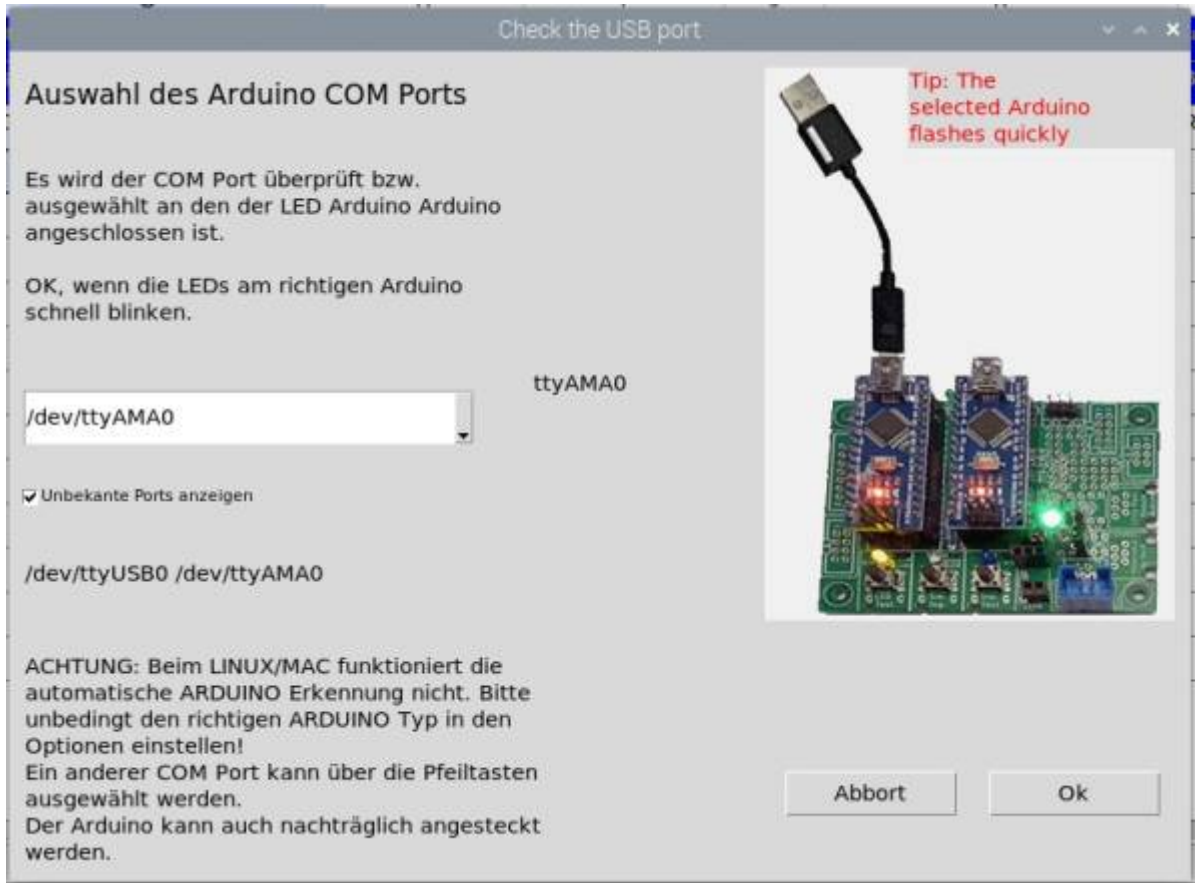 Check the USB port
Auswahl des Arduino COM Ports
Tip: The
selected Arduino
flashes quickly
Es wird der COM Port überprüft bzw.
ausgewählt an den der LED Arduino Arduino
angeschlossen ist.
OK, wenn die LEDs am richtigen Arduino
schnell blinken.
ttyAMA0
/dev/ttyAMA0
Unbekante Ports anzeigen
/dev/ttyUSB0 /dev/ttyAMA0
ACHTUNG: Beim LINUX/MAC funktioniert die
automatische ARDUINO Erkennung nicht. Bitte
unbedingt den richtigen ARDUINO Typ in den
Optionen einstellen!
Ein anderer COM Port kann über die Pfeiltasten
ausgewählt werden.
Der Arduino kann auch nachträglich angesteckt
werden.
Abbort
Ok